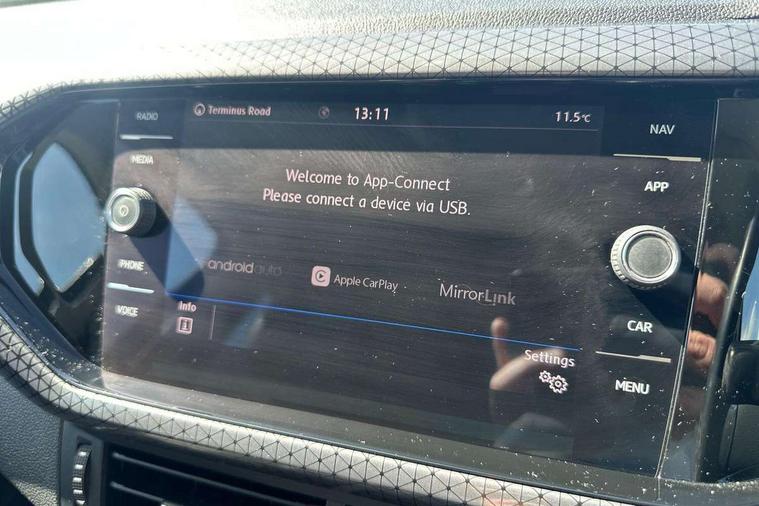 RADIO
Terminus Road
13:11
11.5°C
NAV
MEDIA
APP
Welcome to App-Connect
Please connect a device via USB.
PHONE
androidauto
Apple CarPlay
MirrorLink
VOICE
Info
CAR
Settings
MENU